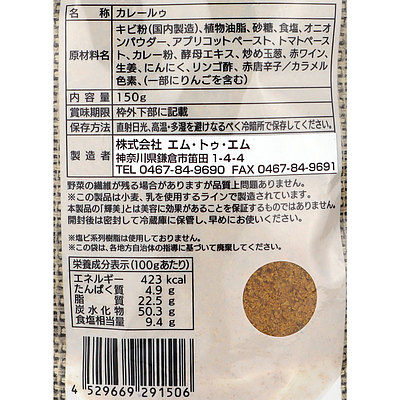 名称 カレールゥ
原材料名 キビ粉(国内製造)、植物油脂、砂糖、食塩、オニオ
ンパウダー、アプリコットペースト、トマトペース
ト、カレー粉、酵母エキス、炒め玉葱、赤ワイン、
生姜、にんにく、リンゴ酢、赤唐辛子/カラメル
色素、(一部にりんごを含む)
内容量 150g
賞味期限 枠外下部に記載
保存方法 直射日光、高温・多湿を避けなるべく冷暗所で保存してください。
製造者 株式会社 エム・トゥ・エム
神奈川県鎌倉市笛田 1-4-4
TEL 0467-84-9690 FAX 0467-84-9691
野菜の繊維が残る場合がありますが品質上問題ありません。
※この製品は小麦、乳を使用するラインで製造されています。
本製品の「輝美」とは美容に効果があることを保証するものではありません。
開封後は密封して冷蔵庫に保管し、早めにお使いください。
※塩ビ系列樹脂は使用しておりません。
※この袋は、各地方自治体の指導に基づいて廃棄してください。
栄養成分表示(100gあたり)
エネルギー 423 kcal
たんぱく質 4.9 g
脂質 22.5 g
炭水化物 50.3 g
食塩相当量 9.4 g
4 529669 291506